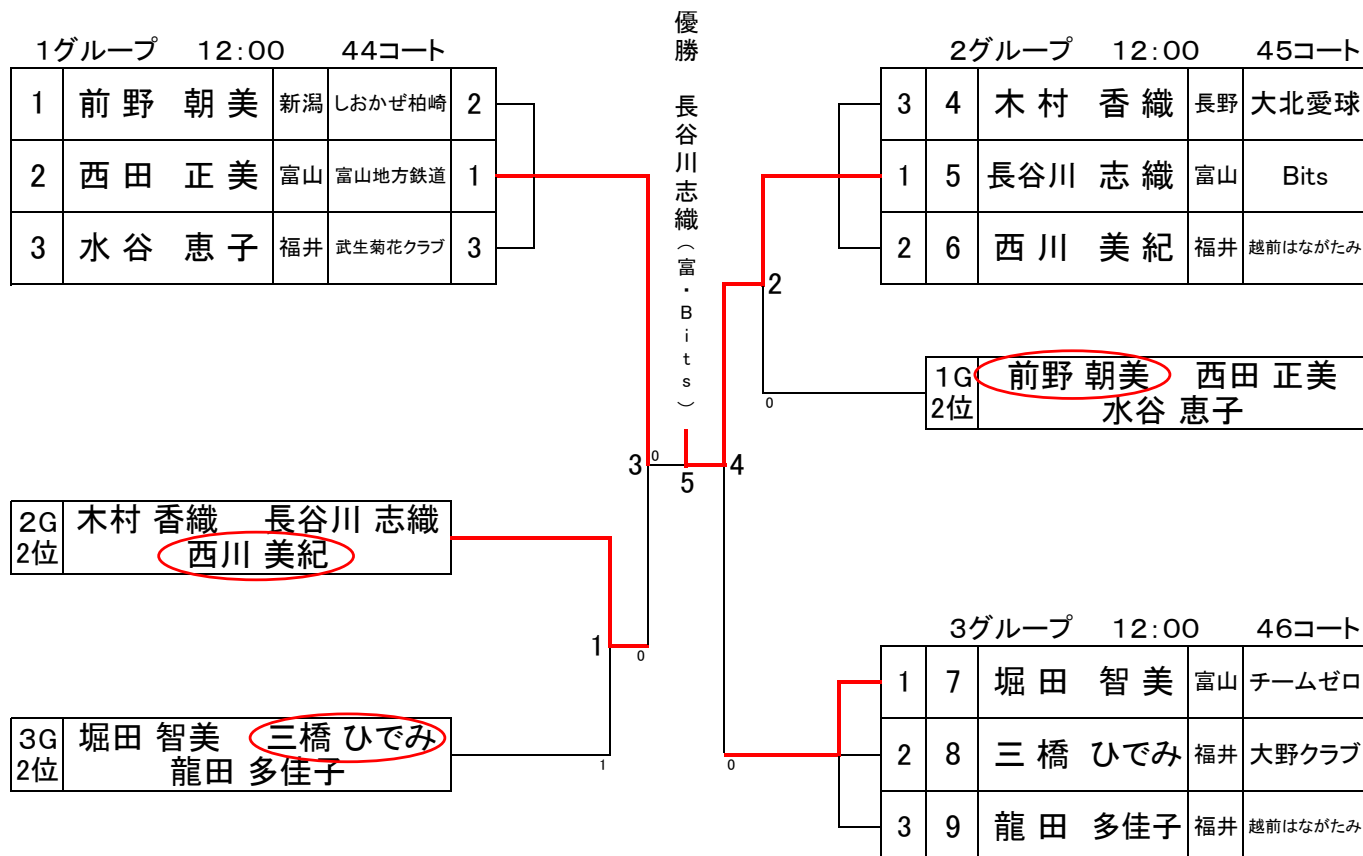 1グループ 12:00 44コート
1 前野 朝美 新潟 しおかぜ柏崎 2
2 西田 正美 富山 富山地方鉄道 1
3 水谷 恵子 福井 武生菊花クラブ 3
優勝 長谷川志織(富・Bits)
2グループ 12:00 45コート
3 4 木村 香織 長野 大北愛球
1 5 長谷川 志織 富山 Bits
2 6 西川 美紀 福井 越前はながたみ
2
1G 前野 朝美 西田 正美
2位 水谷 恵子
0
3 0 5 4
2G 木村 香織 長谷川 志織
2位 西川 美紀
1 0
3G 堀田 智美 三橋 ひでみ
2位 龍田 多佳子
1
3グループ 12:00 46コート
1 7 堀田 智美 富山 チームゼロ
2 8 三橋 ひでみ 福井 大野クラブ
0
3 9 龍田 多佳子 福井 越前はながたみ